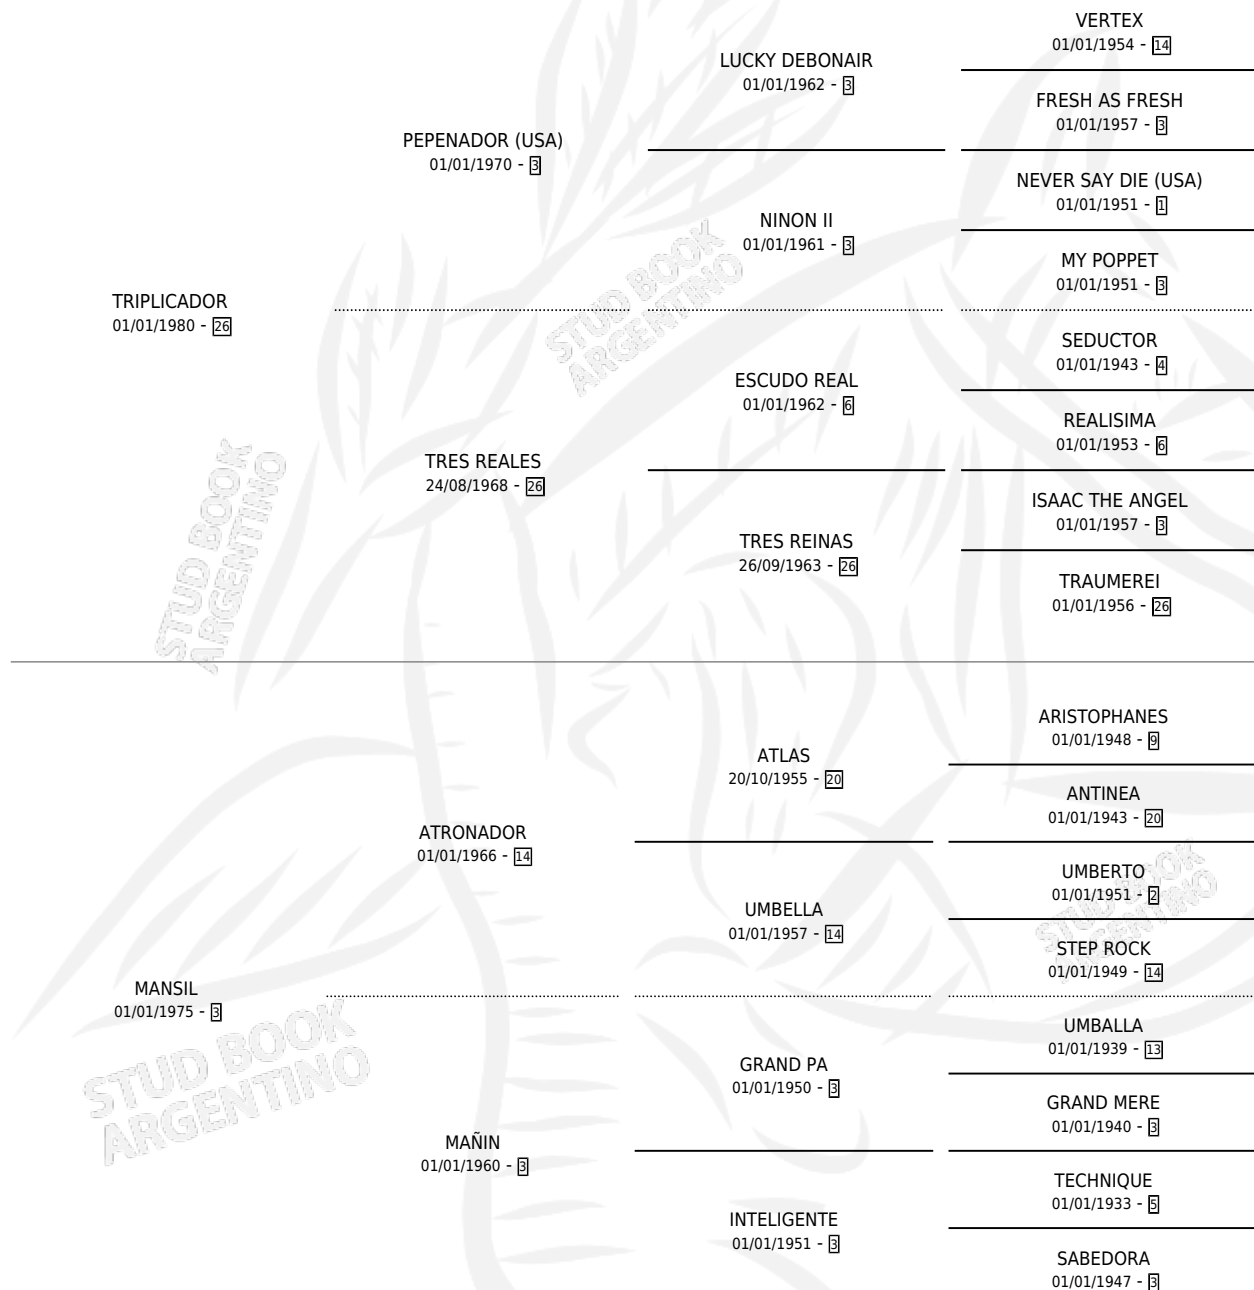 VERTEX
01/01/1954 - 14
LUCKY DEBONAIR
01/01/1962 - 3
FRESH AS FRESH
01/01/1957 - 3
PEPENADOR (USA)
01/01/1970 - 3
NEVER SAY DIE (USA)
01/01/1951 - 1
NINON II
01/01/1961 - 3
MY POPPET
01/01/1951 - 3
TRIPLICADOR
01/01/1980 - 26
SEDUCTOR
01/01/1943 - 4
ESCUDO REAL
01/01/1962 - 6
REALISIMA
01/01/1953 - 6
TRES REALES
24/08/1968 - 26
ISAAC THE ANGEL
01/01/1957 - 3
TRES REINAS
26/09/1963 - 26
TRAUMEREI
01/01/1956 - 26
ARISTOPHANES
01/01/1948 - 9
ATLAS
20/10/1955 - 20
ANTINEA
01/01/1943 - 20
ATRONADOR
01/01/1966 - 14
UMBERTO
01/01/1951 - 2
UMBELLA
01/01/1957 - 14
STEP ROCK
01/01/1949 - 14
MANSIL
01/01/1975 - 3
UMBALLA
01/01/1939 - 13
GRAND PA
01/01/1950 - 3
GRAND MERE
01/01/1940 - 3
MAÑIN
01/01/1960 - 3
TECHNIQUE
01/01/1933 - 5
INTELIGENTE
01/01/1951 - 3
SABEDORA
01/01/1947 - 3
STUD BOOK
ARGENTINO
STUD BOOK
ARGENTINO
STUD BOOK
ARGENTINO
STUD BOOK
ARGENTINO